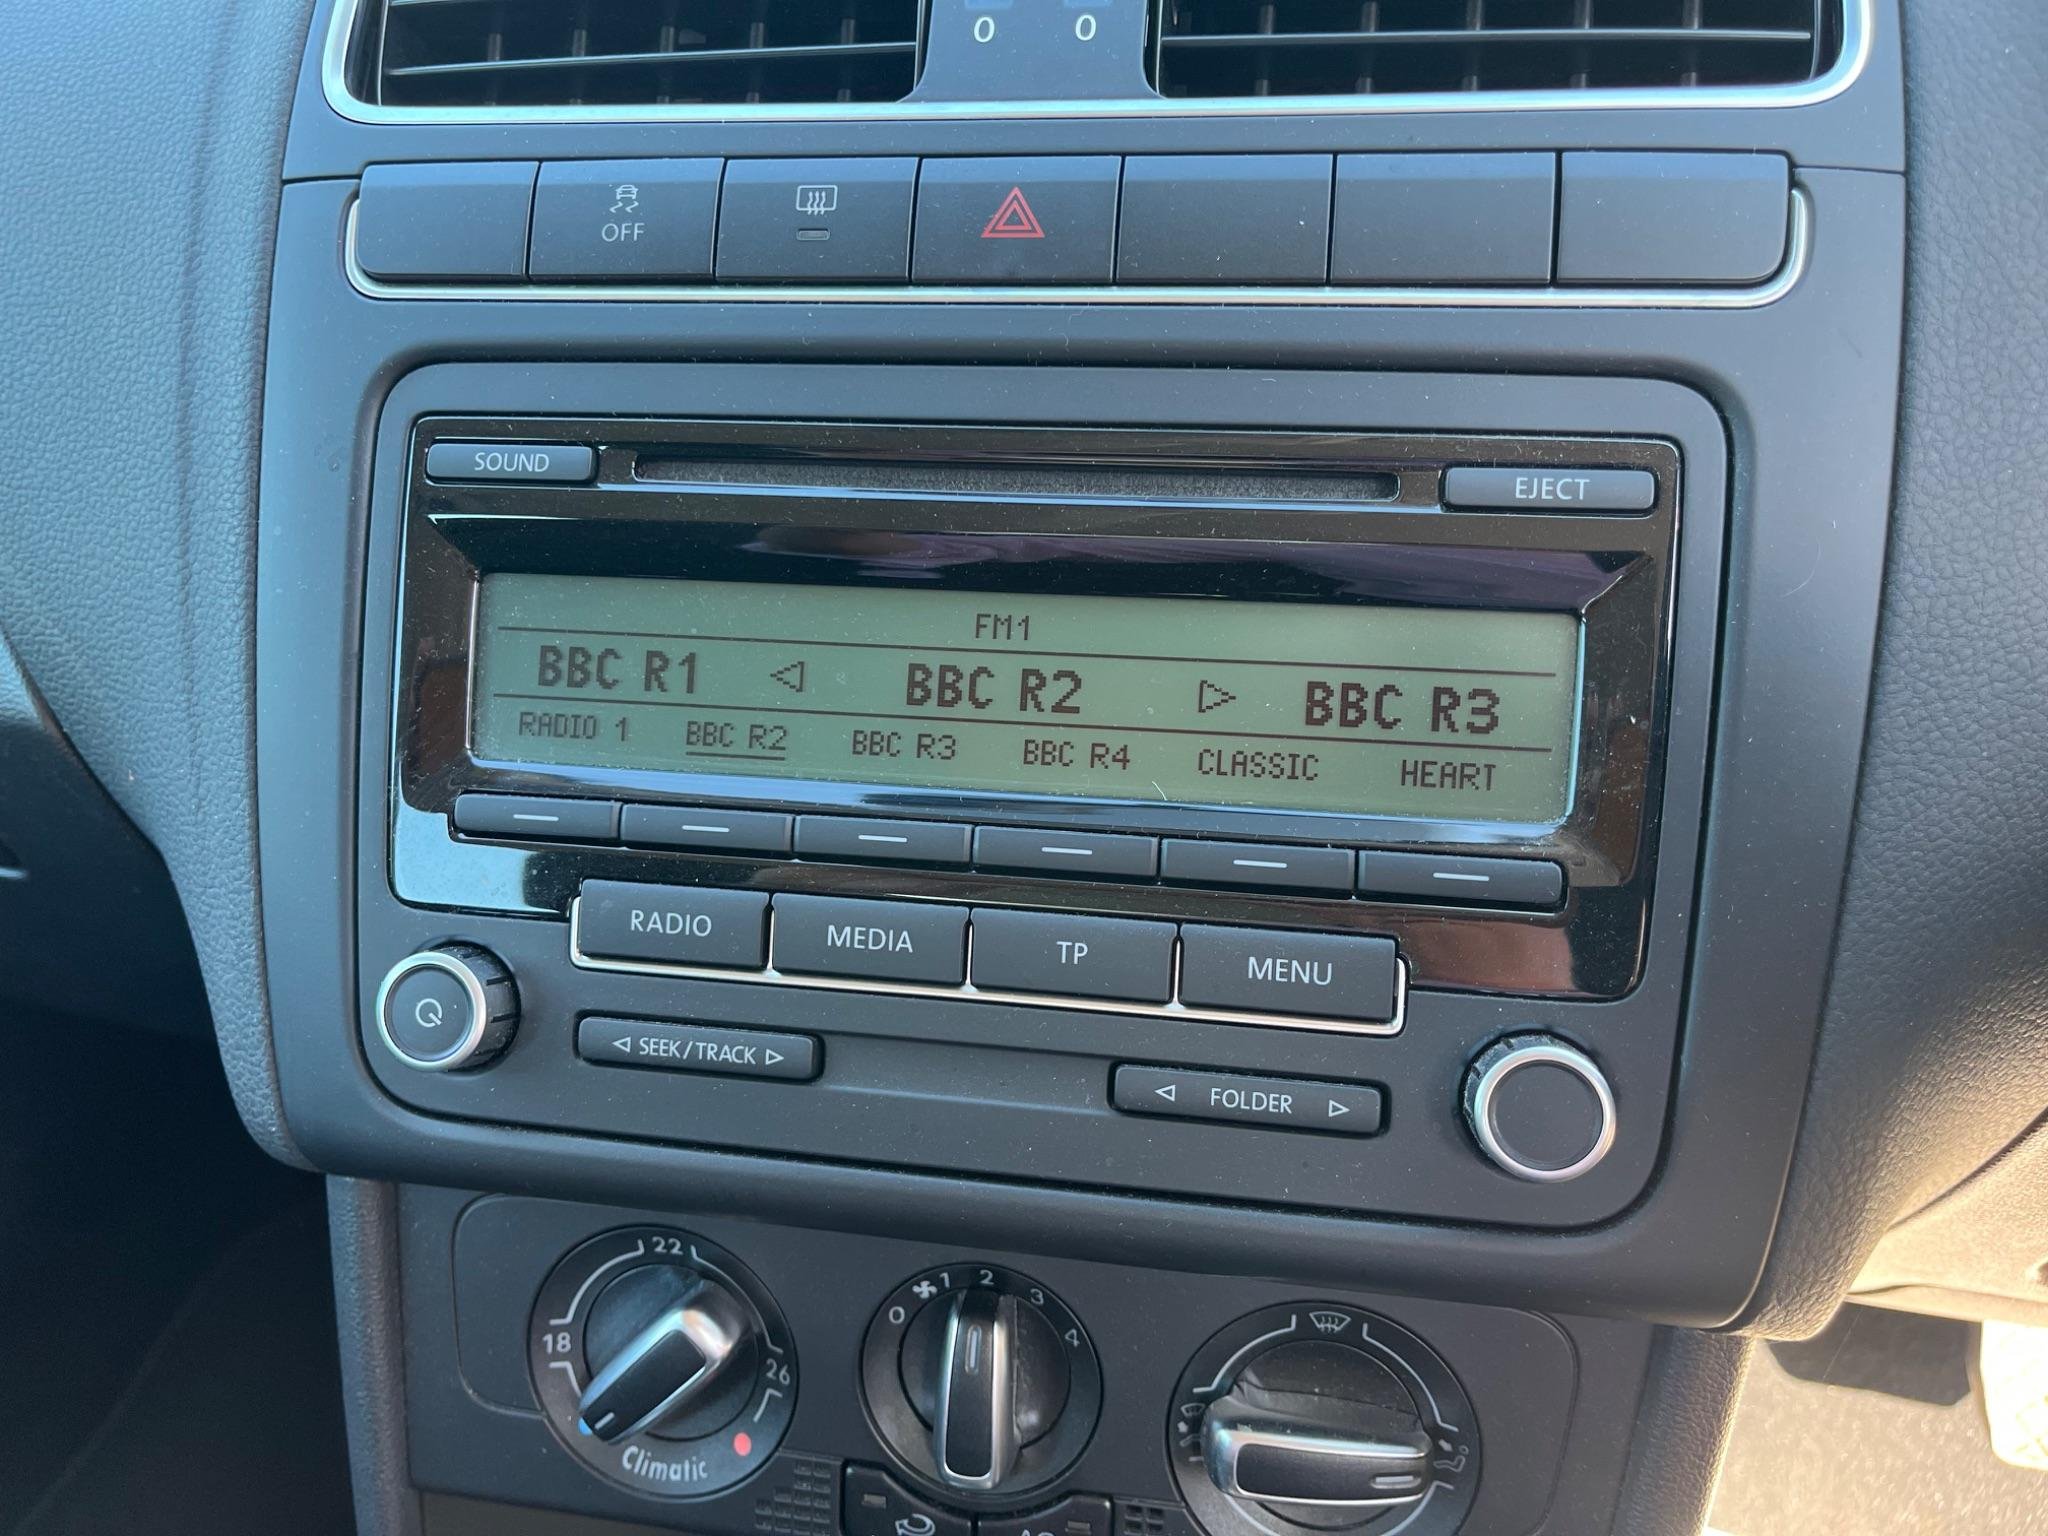 0 0
OFF
SOUND
EJECT
FM1
BBC R1 BBC R2 BBC R3
RADIO 1 BBC R2 BBC R3 BBC R4 CLASSIC HEART
RADIO MEDIA TP MENU
SEEK/TRACK
FOLDER
22
18
26
Climatic
0 1 2 3 4